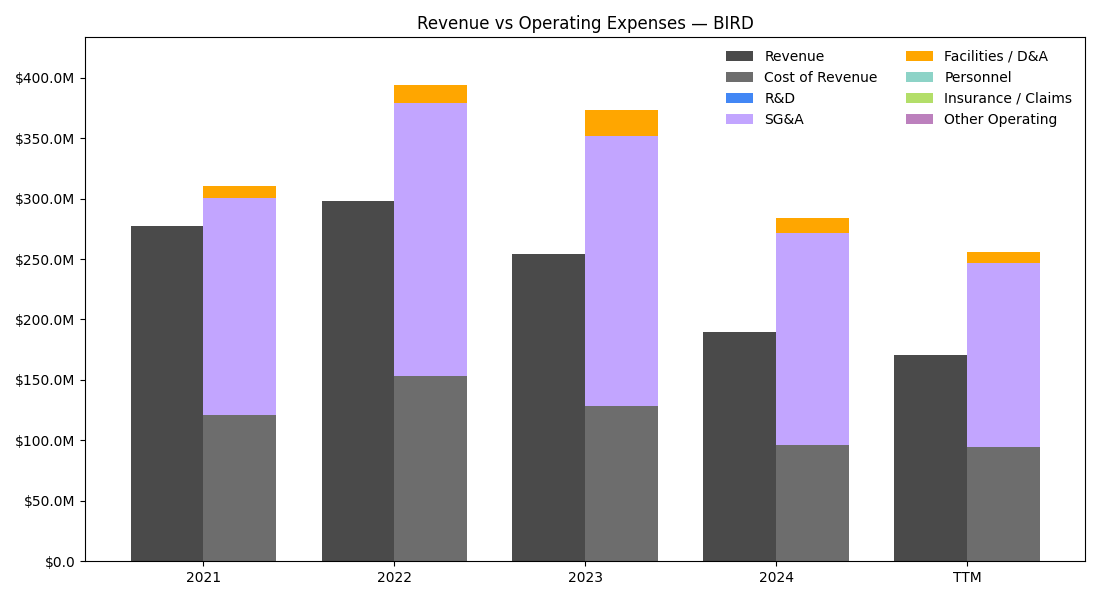 Revenue vs Operating Expenses — BIRD
Revenue
Cost of Revenue
R&D
SG&A
Facilities / D&A
Personnel
Insurance / Claims
Other Operating
$400.0M
$350.0M
$300.0M
$250.0M
$200.0M
$150.0M
$100.0M
$50.0M
$0.0
2021 2022 2023 2024 TTM